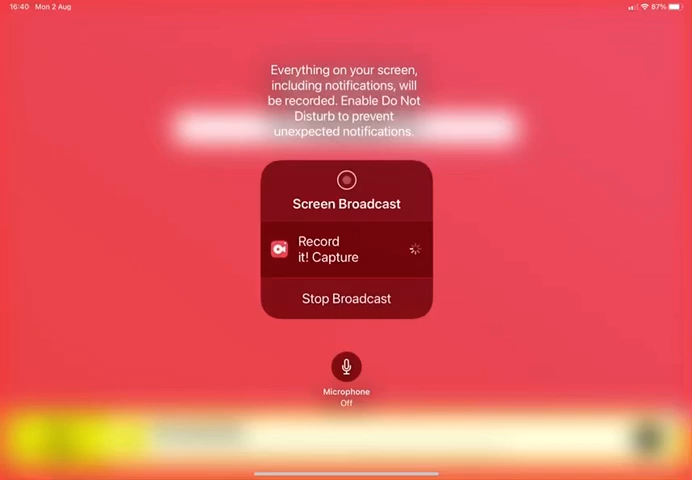 16:40 Mon 2 Aug 87%
Everything on your screen,
including notifications, will
be recorded. Enable Do Not
Disturb to prevent
unexpected notifications.
Screen Broadcast
Record
it! Capture
Stop Broadcast
Microphone
Off